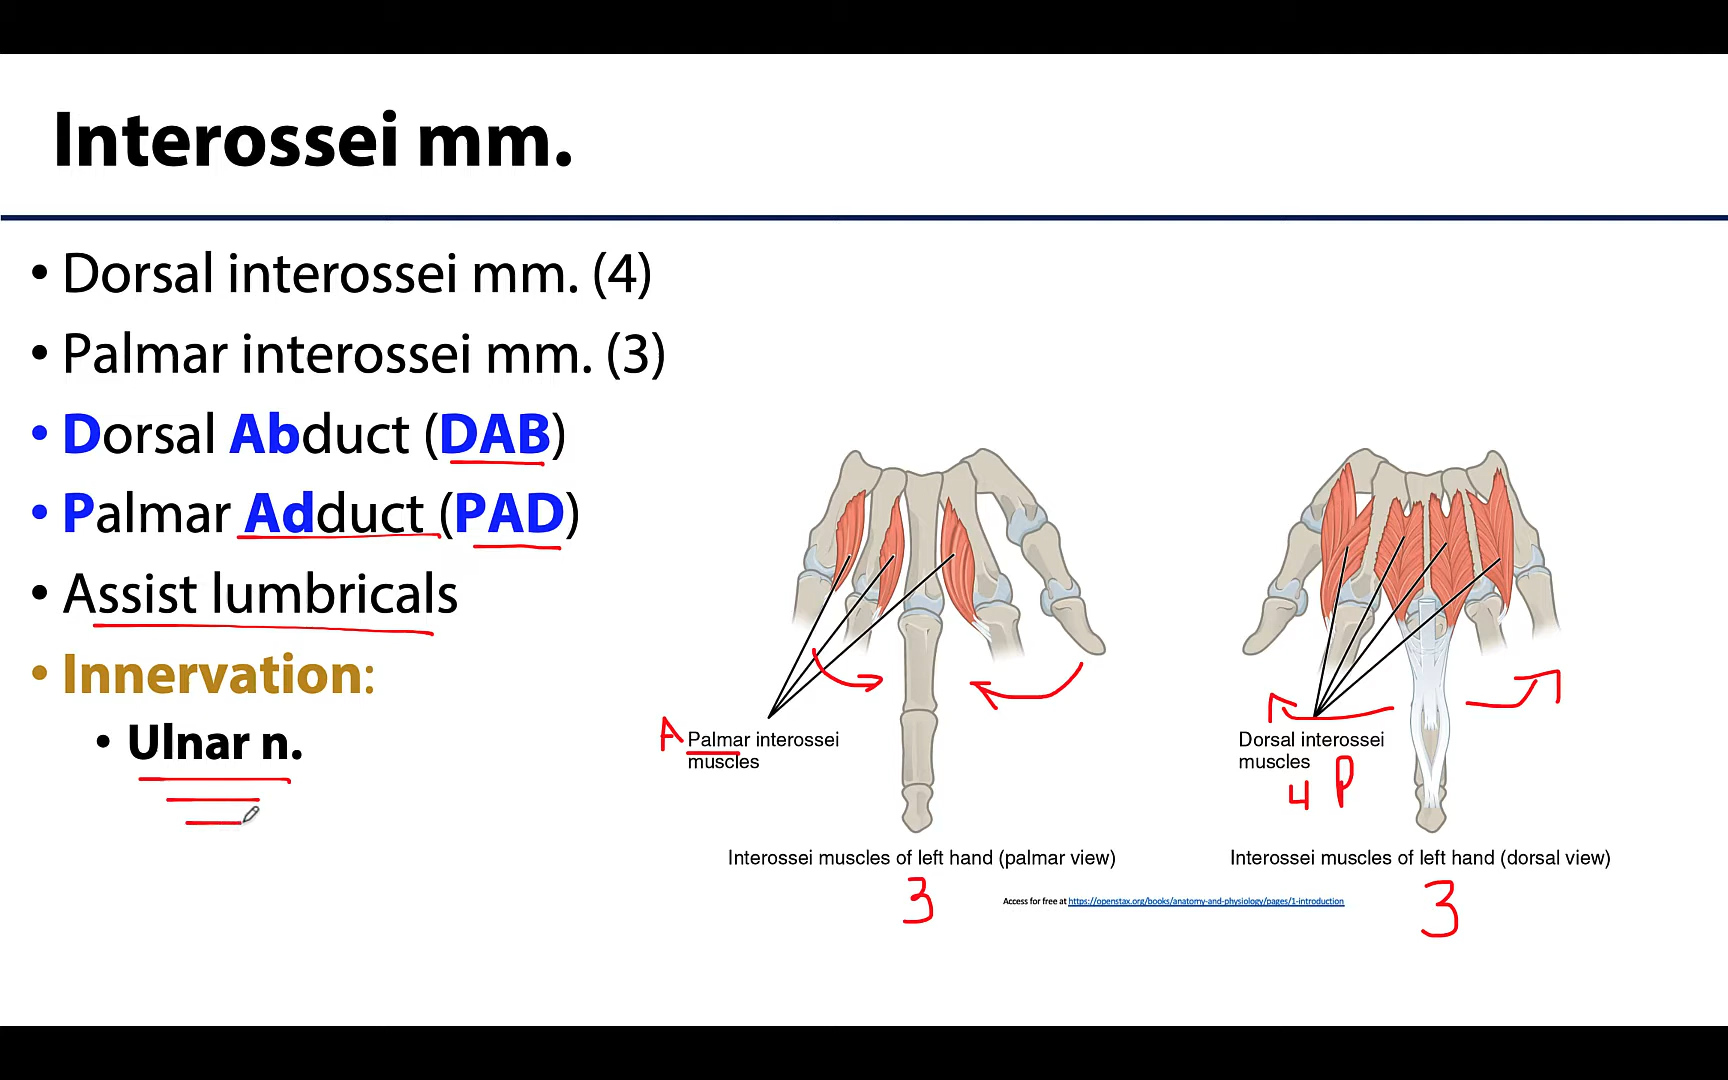 Interossei mm.
• Dorsal interossei mm. (4)
• Palmar interossei mm. (3)
• Dorsal Abduct (DAB)
• Palmar Adduct (PAD)
• Assist lumbricals
• Innervation:
• Ulnar n.
A
Palmar interossei
muscles
Interossei muscles of left hand (palmar view)
3
Dorsal interossei
muscles
4 P
Interossei muscles of left hand (dorsal view)
3
Access for free at https://openstax.org/books/anatomy-and-physiology/pages/1-introduction